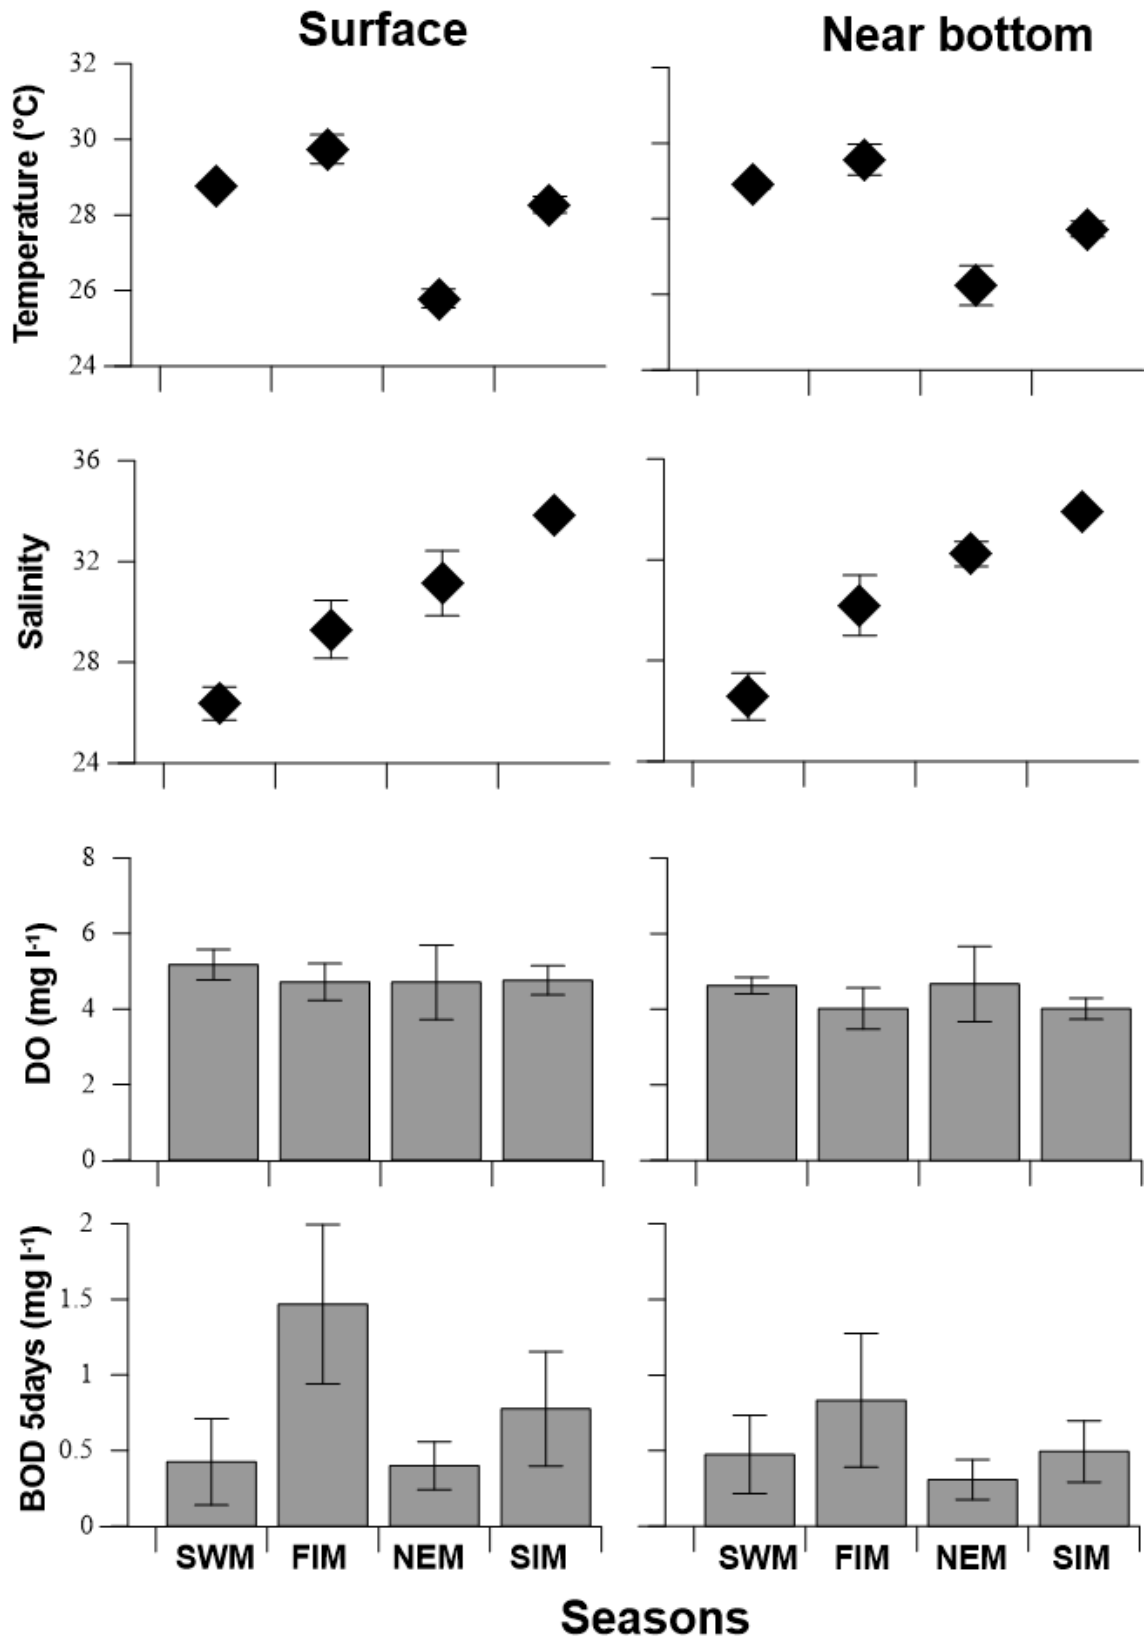 Surface
Near bottom
Temperature (°C)
32
30
28
26
24
Salinity
36
32
28
24
DO (mg l-1)
8
6
4
2
0
BOD 5days (mg l-1)
2
1.5
1
0.5
0
SWM FIM NEM SIM
SWM FIM NEM SIM
Seasons